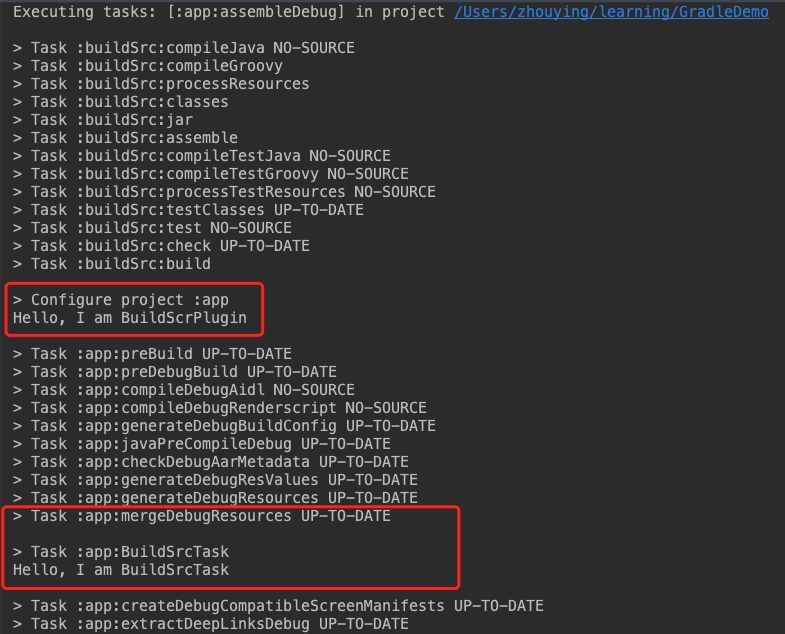 Executing tasks: [:app:assembleDebug] in project /Users/zhouying/learning/GradleDemo
> Task :buildSrc:compileJava NO-SOURCE
> Task :buildSrc:compileGroovy
> Task :buildSrc:processResources
> Task :buildSrc:classes
> Task :buildSrc:jar
> Task :buildSrc:assemble
> Task :buildSrc:compileTestJava NO-SOURCE
> Task :buildSrc:compileTestGroovy NO-SOURCE
> Task :buildSrc:processTestResources NO-SOURCE
> Task :buildSrc:testClasses UP-TO-DATE
> Task :buildSrc:test NO-SOURCE
> Task :buildSrc:check UP-TO-DATE
> Task :buildSrc:build
> Configure project :app
Hello, I am BuildScrPlugin
> Task :app:preBuild UP-TO-DATE
> Task :app:preDebugBuild UP-TO-DATE
> Task :app:compileDebugAidl NO-SOURCE
> Task :app:compileDebugRenderscript NO-SOURCE
> Task :app:generateDebugBuildConfig UP-TO-DATE
> Task :app:javaPreCompileDebug UP-TO-DATE
> Task :app:checkDebugAarMetadata UP-TO-DATE
> Task :app:generateDebugResValues UP-TO-DATE
> Task :app:generateDebugResources UP-TO-DATE
> Task :app:mergeDebugResources UP-TO-DATE
> Task :app:BuildSrcTask
Hello, I am BuildSrcTask
> Task :app:createDebugCompatibleScreenManifests UP-TO-DATE
> Task :app:extractDeepLinksDebug UP-TO-DATE